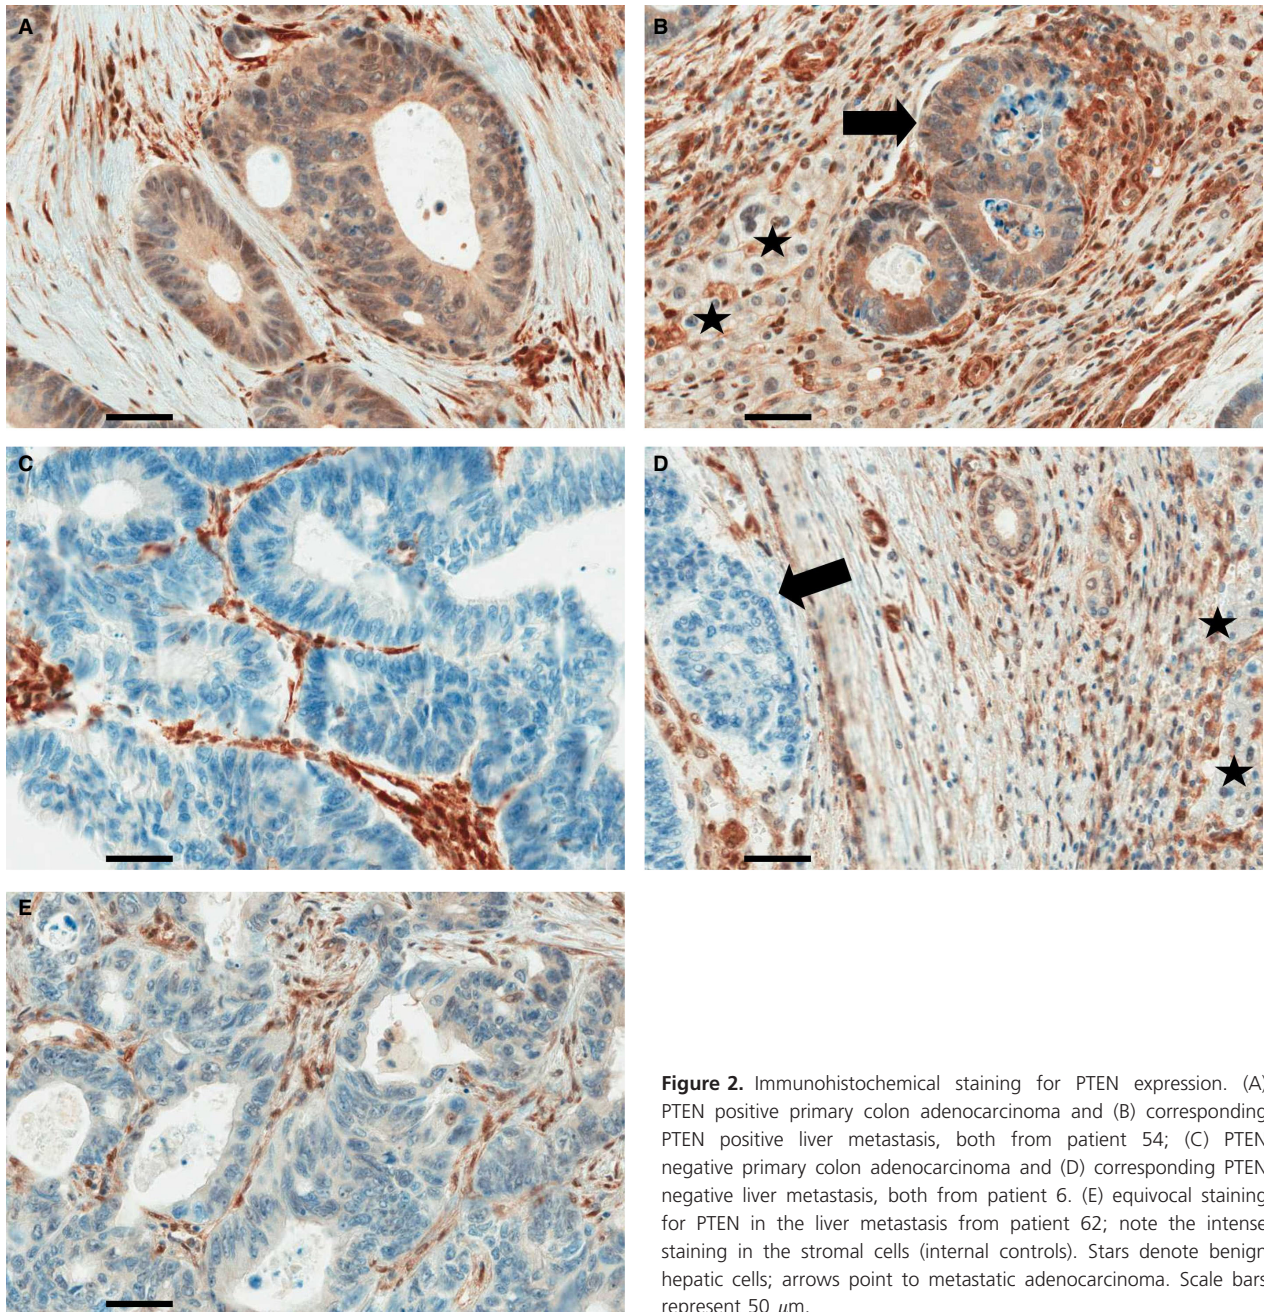 A
B
C
D
E
Figure 2. Immunohistochemical staining for PTEN expression. (A)
PTEN positive primary colon adenocarcinoma and (B) corresponding
PTEN positive liver metastasis, both from patient 54; (C) PTEN
negative primary colon adenocarcinoma and (D) corresponding PTEN
negative liver metastasis, both from patient 6. (E) equivocal staining
for PTEN in the liver metastasis from patient 62; note the intense
staining in the stromal cells (internal controls). Stars denote benign
hepatic cells; arrows point to metastatic adenocarcinoma. Scale bars
represent 50 μm.